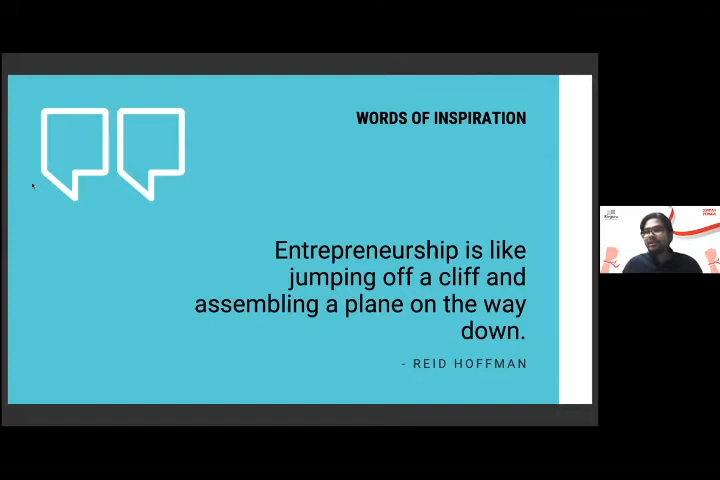 WORDS OF INSPIRATION
Entrepreneurship is like
jumping off a cliff and
assembling a plane on the way
down.
- REID HOFFMAN